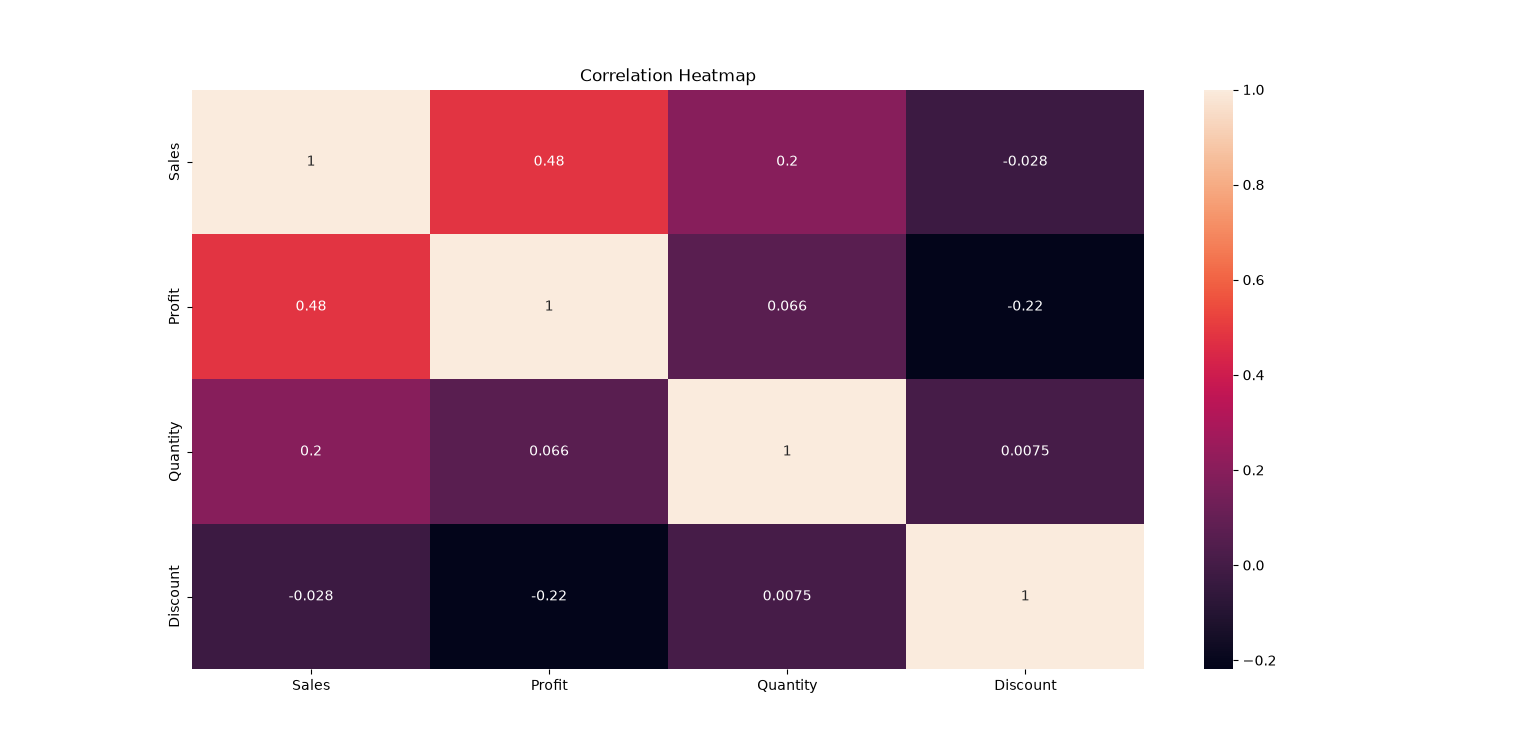 Correlation Heatmap
Sales 1 0.48 0.2 -0.028
Profit 0.48 1 0.066 -0.22
Quantity 0.2 0.066 1 0.0075
Discount -0.028 -0.22 0.0075 1
Sales Profit Quantity Discount
1.0
0.8
0.6
0.4
0.2
0.0
−0.2